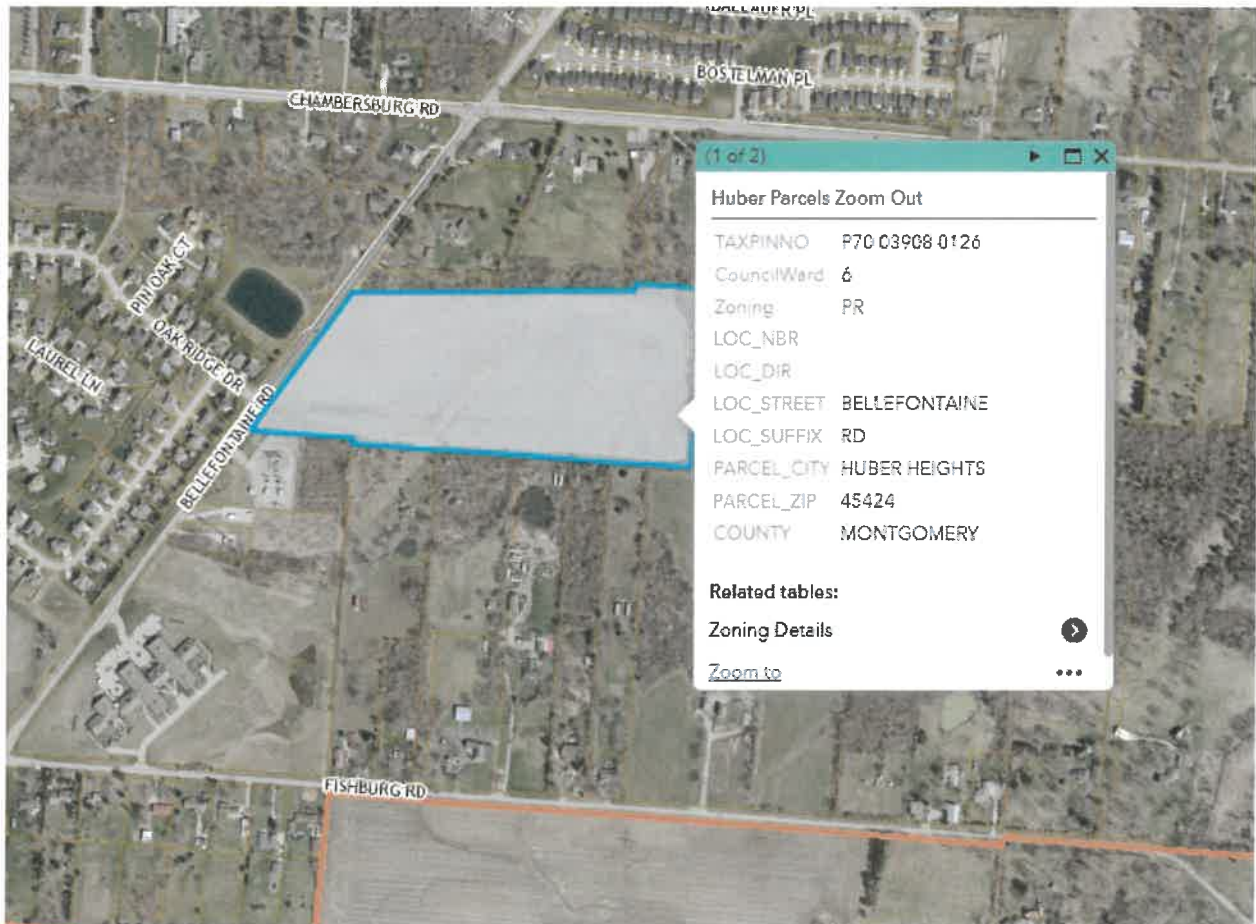 BOSTELMAN PL
CHAMBERSBURG RD
(1 of 2)
Huber Parcels Zoom Out
TAXPINNO P70 03908 0126
CouncilWard 6
Zoning PR
LOC_NBR
LOC_DIR
LOC_STREET BELLEFONTAINE
LOC_SUFFIX RD
PARCEL_CITY HUBER HEIGHTS
PARCEL_ZIP 45424
COUNTY MONTGOMERY
Related tables:
Zoning Details
Zoom to
PIN OAK CT
OAK RIDGE DR
LAUREL LN
BELLEFONTAINE RD
FISHBURG RD